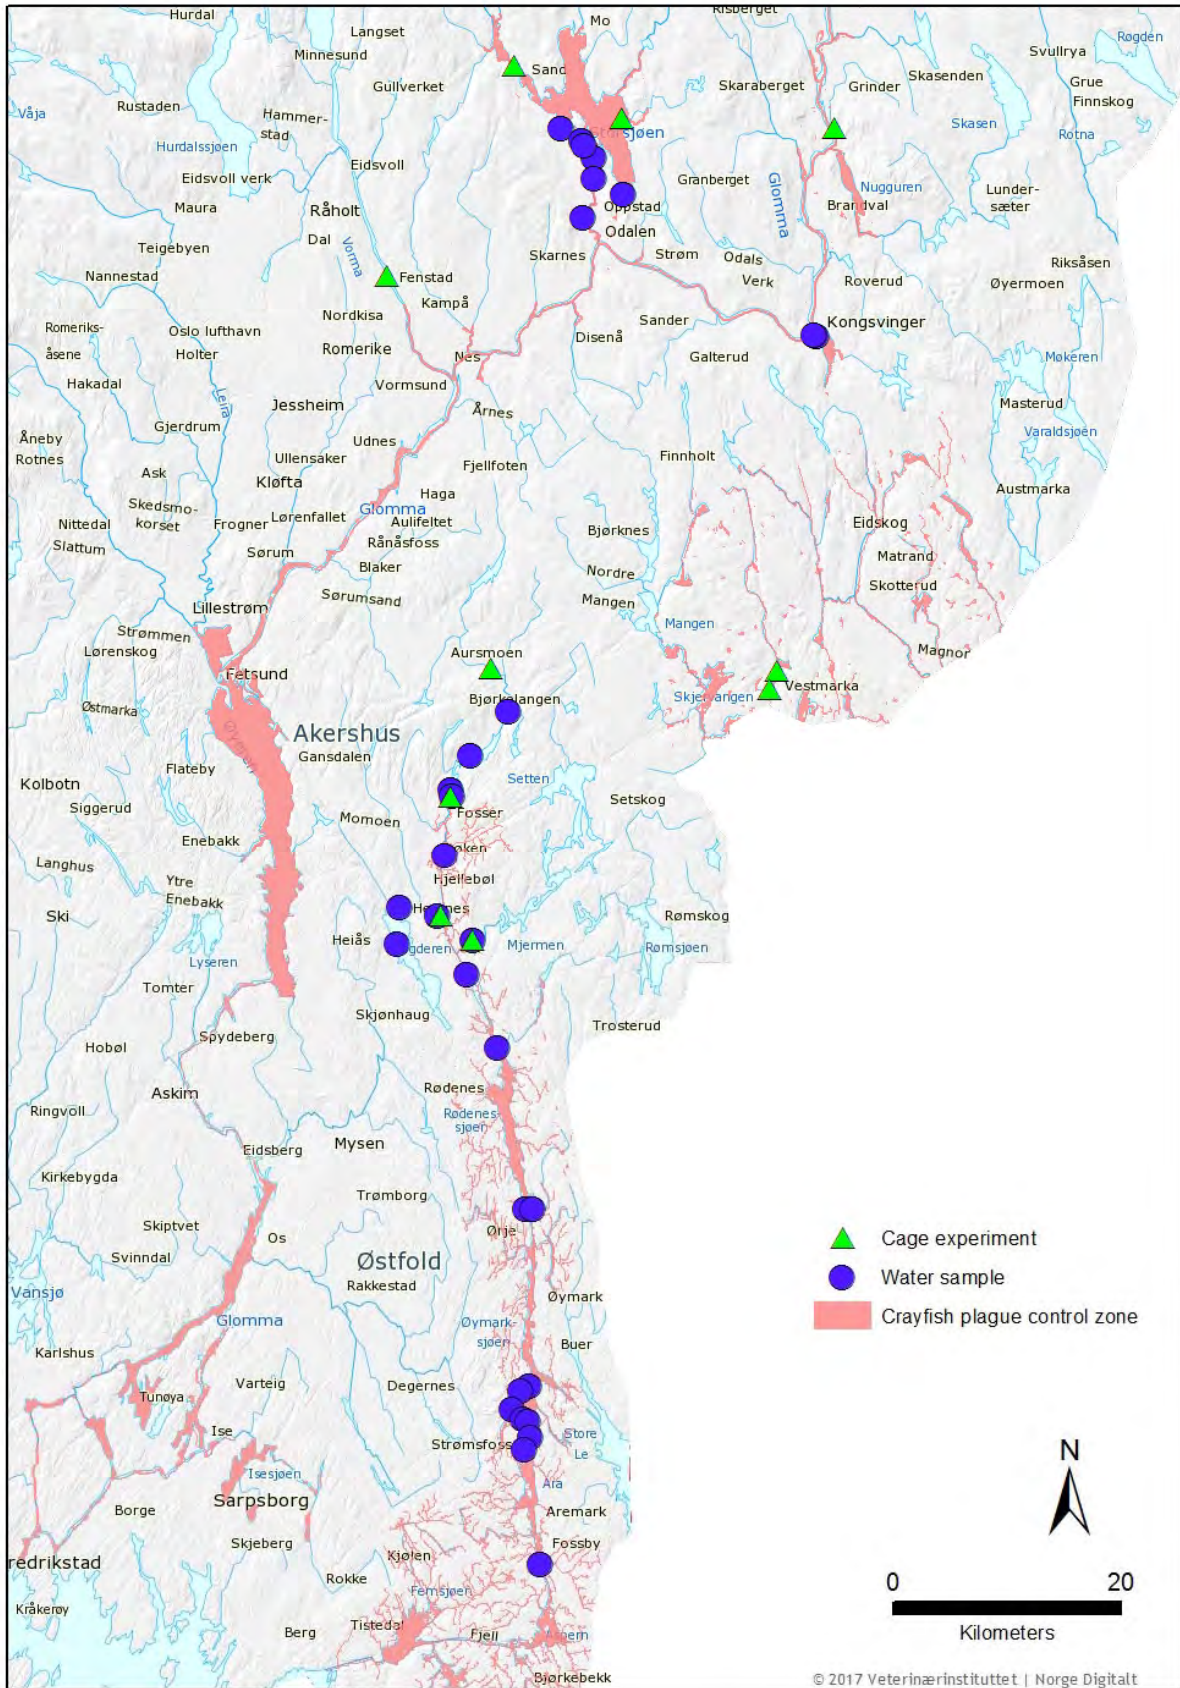 Hurdal
Langset
Mo
Risberget
Røgden
Minnesund
Svullrya
Sand
Gullverket
Skaraberget
Grinder
Skasenden
Grue
Finnskog
Rustaden
Våja
Hammer-
stad
Storsjøen
Skasen
Rotna
Hurdalssjøen
Eidsvoll
Eidsvoll verk
Granberget
Glomma
Nugguren
Lunder-
sæter
Maura
Råholt
Oppstad
Brandval
Dal
Odalen
Teigebyen
Vorma
Skarnes
Strøm
Odals
Verk
Riksåsen
Nannestad
Fenstad
Roverud
Øyermoen
Kampå
Nordkisa
Sander
Kongsvinger
Romeriks-
åsene
Oslo lufthavn
Disenå
Holter
Romerike
Nes
Galterud
Møkeren
Hakadal
Vormsund
Leira
Jessheim
Årnes
Masterud
Gjerdrum
Varaldsjøen
Åneby
Udnes
Rotnes
Ullensaker
Fjellfoten
Finnholt
Ask
Kløfta
Haga
Austmarka
Skedsmo-
korset
Glomma
Nittedal
Frogner
Lørenfallet
Aulifeltet
Bjørknes
Eidskog
Slattum
Sørum
Rånåsfoss
Matrand
Blaker
Nordre
Mangen
Skotterud
Sørumsand
Lillestrøm
Strømmen
Mangen
Magnor
Lørenskog
Aursmoen
Fetsund
Skjervangen
Vestmarka
Bjørkelangen
Østmarka
Øyeren
Akershus
Gansdalen
Flateby
Setten
Kolbotn
Setskog
Siggerud
Fosser
Momoen
Enebakk
Langhus
Hjellebøl
Ytre
Enebakk
Ski
Rømskog
Heiås
Mjermen
Rømsjøen
Lyseren
Tomter
Skjønhaug
Trosterud
Spydeberg
Hobøl
Rødenes
Askim
Ringvoll
Rødenes-
sjøen
Mysen
Eidsberg
Kirkebygda
Trømborg
Skiptvet
Ørje
Os
Svinndal
Østfold
Rakkestad
Vansjø
Øymark
Glomma
Øymark-
sjøen
Buer
Karlshus
Varteig
Degernes
Tunøya
Ise
Strømsfoss
Store
Le
Isesjøen
Ara
Sarpsborg
Borge
Aremark
Skjeberg
Fossby
redrikstad
Kjølen
Rokke
Femsjøen
Kråkerøy
Tistedal
Berg
Fjell
Aspern
Bjørkebekk
Cage experiment
Water sample
Crayfish plague control zone
N
0 20
Kilometers
© 2017 Veterinærinstituttet | Norge Digitalt